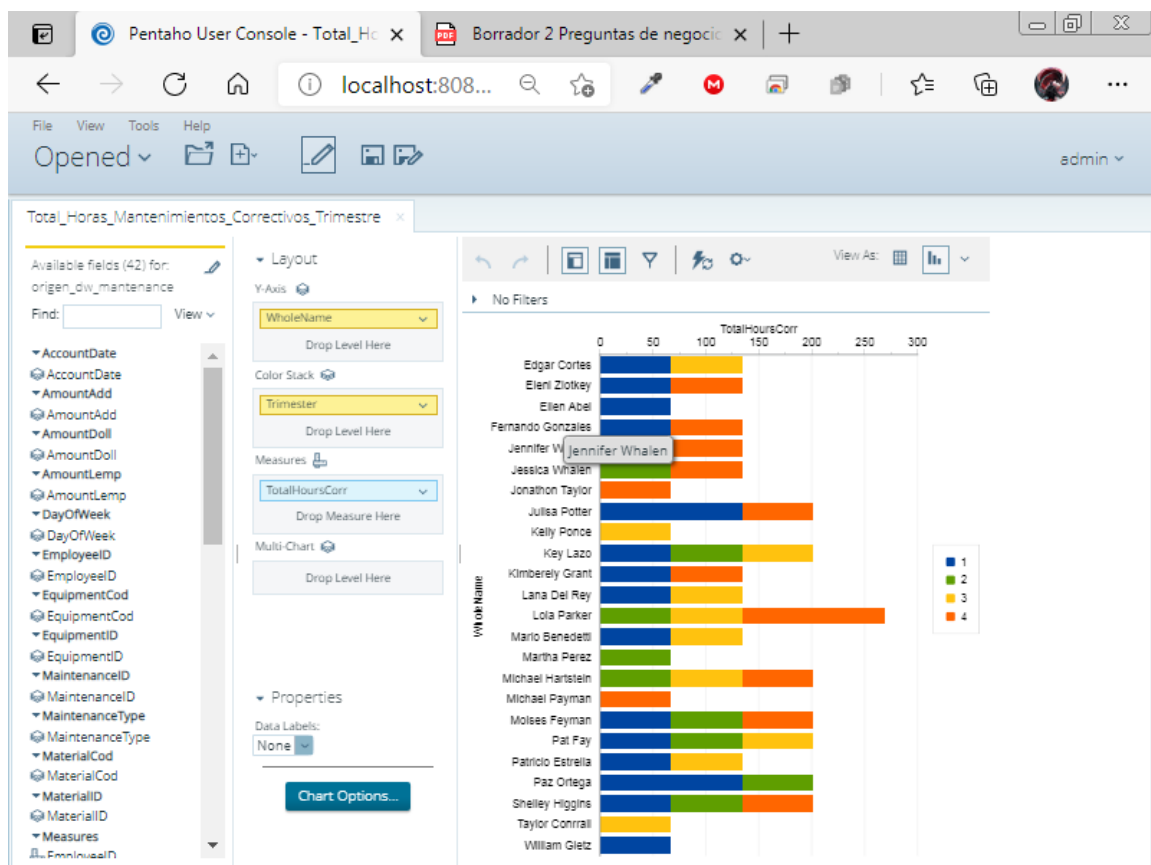 Pentaho User Console - Total_Ho
Borrador 2 Preguntas de negocio
localhost:808...
File View Tools Help
Opened
admin
Total_Horas_Mantenimientos_Correctivos_Trimestre
Available fields (42) for:
origen_dw_mantenance
Find:
View
AccountDate
AccountDate
AmountAdd
AmountAdd
AmountDoll
AmountDoll
AmountLemp
AmountLemp
DayOfWeek
DayOfWeek
EmployeeID
EmployeeID
EquipmentCod
EquipmentCod
EquipmentID
EquipmentID
MaintenanceID
MaintenanceID
MaintenanceType
MaintenanceType
MaterialCod
MaterialCod
MaterialID
MaterialID
Measures
EmployeeID
Layout
Y-Axis
WholeName
Drop Level Here
Color Stack
Trimester
Drop Level Here
Measures
TotalHoursCorr
Drop Measure Here
Multi-Chart
Drop Level Here
Properties
Data Labels:
None
Chart Options...
View As:
No Filters
TotalHoursCorr
0 50 100 150 200 250 300
WholeName
Edgar Cortes
Eleni Zlotkey
Ellen Abel
Fernando Gonzales
Jennifer W
Jennifer Whalen
Jessica Whalen
Jonathon Taylor
Julisa Potter
Kelly Ponce
Key Lazo
Kimberely Grant
Lana Del Rey
Lola Parker
Mario Benedetti
Martha Perez
Michael Hartstein
Michael Payman
Moises Feyman
Pat Fay
Patricio Estrella
Paz Ortega
Shelley Higgins
Taylor Conrrall
William Gietz
1
2
3
4